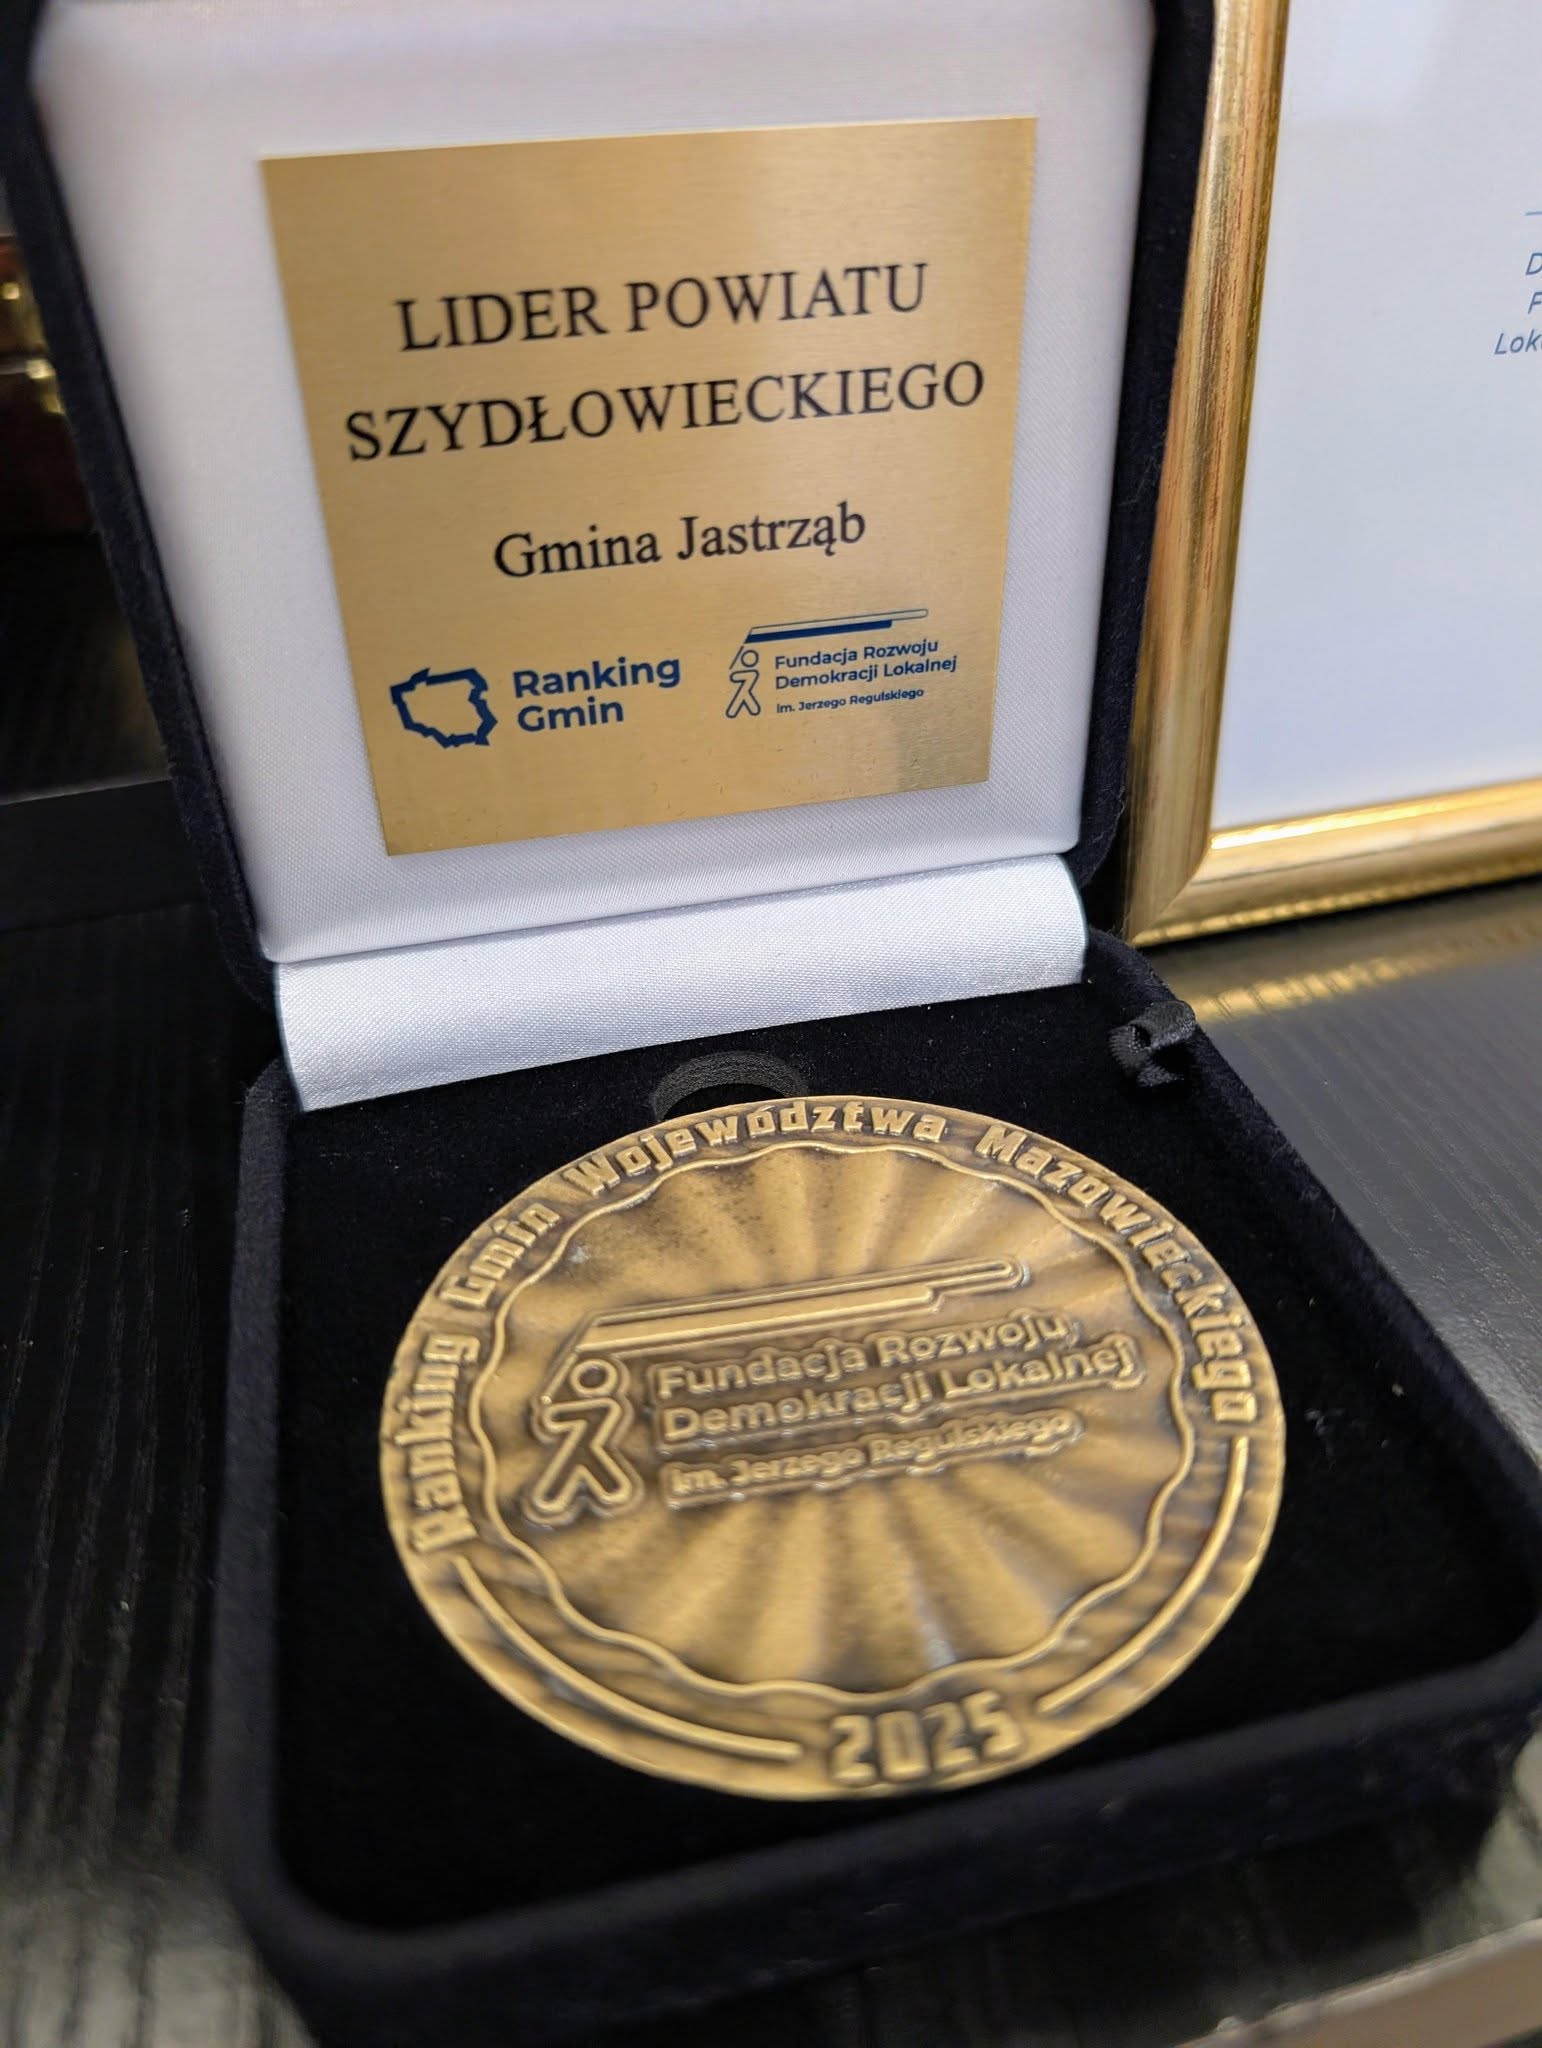 LIDER POWIATU
SZYDŁOWIECKIEGO
Gmina Jastrząb
Ranking
Gmin
Fundacja Rozwoju
Demokracji Lokalnej
im. Jerzego Regulskiego
Ranking Gmin Województwa Mazowieckiego
Fundacja Rozwoju
Demokracji Lokalnej
im. Jerzego Regulskiego
2025